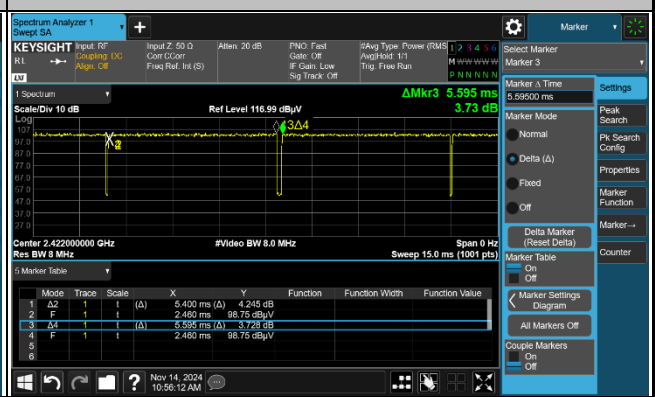 Spectrum Analyzer 1
Swept SA
+
Marker
KEYSIGHT Input: RF
RL Coupling: DC
Align: Off
LXI
Input Z: 50 Ω
Corr CCorr
Freq Ref: Int (S)
Atten: 20 dB
PNO: Fast
Gate: Off
IF Gain: Low
Sig Track: Off
#Avg Type: Power (RMS
Avg|Hold: 1/1
Trig: Free Run
1 2 3 4 5 6
M W W W W W
P N N N N N
1 Spectrum
Scale/Div 10 dB
Log
Ref Level 116.99 dBµV
ΔMkr3 5.595 ms
3.73 dB
107
97.0
87.0
77.0
67.0
57.0
47.0
37.0
27.0
3Δ4
Center 2.422000000 GHz
Res BW 8 MHz
#Video BW 8.0 MHz
Span 0 Hz
Sweep 15.0 ms (1001 pts)
5 Marker Table
Mode Trace Scale X Y Function Function Width Function Value
1 Δ2 1 t (Δ) 5.400 ms (Δ) 4.245 dB
2 F 1 t 2.460 ms 98.75 dBµV
3 Δ4 1 t (Δ) 5.595 ms (Δ) 3.728 dB
4 F 1 t 2.460 ms 98.75 dBµV
5
6
Nov 14, 2024
10:56:12 AM
Select Marker
Marker 3
Marker Δ Time
5.59500 ms
Marker Mode
Normal
Delta (Δ)
Fixed
Off
Delta Marker
(Reset Delta)
Marker Table
On
Off
Marker Settings
Diagram
All Markers Off
Couple Markers
On
Off
Settings
Peak
Search
Pk Search
Config
Properties
Marker
Function
Marker→
Counter